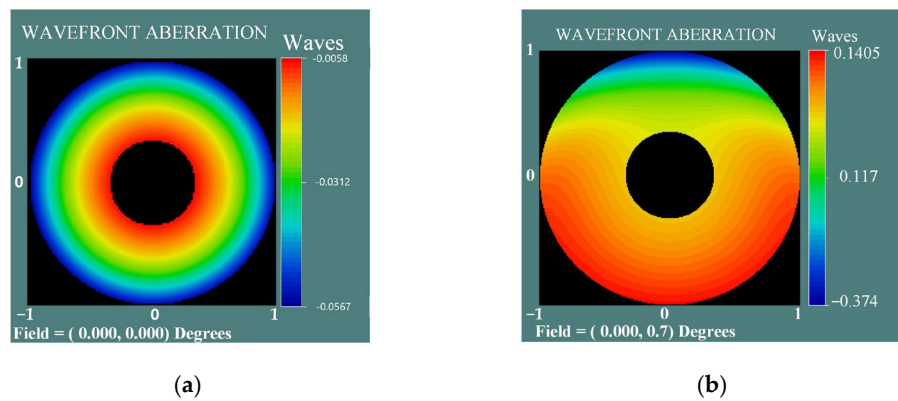 WAVEFRONT ABERRATION
Waves
1
0
-1
0
1
-0.0058
-0.0312
-0.0567
Field = ( 0.000, 0.000) Degrees
(a)
WAVEFRONT ABERRATION
Waves
1
0
−1
0
1
0.1405
0.117
−0.374
Field = ( 0.000, 0.7) Degrees
(b)